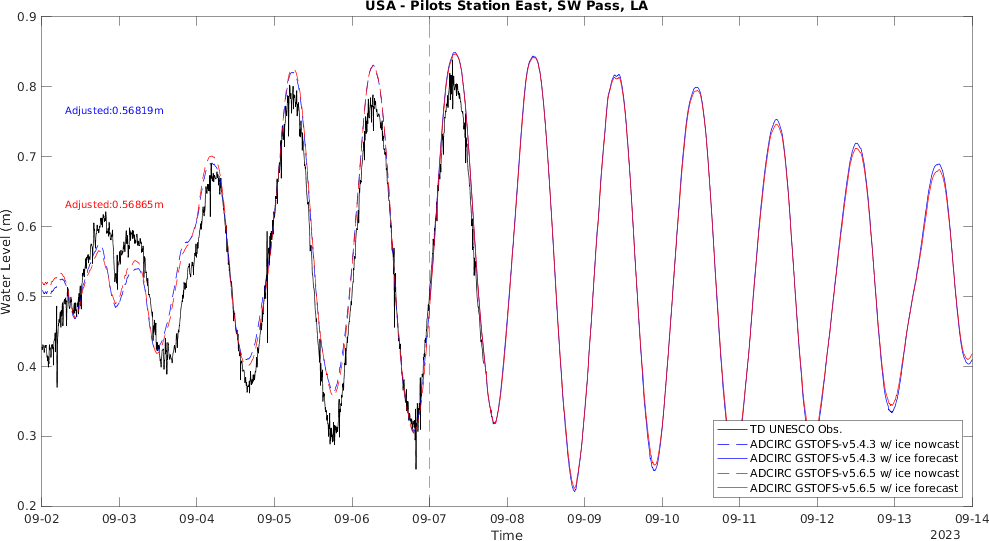 USA - Pilots Station East, SW Pass, LA
0.9
0.8
0.7
0.6
0.5
0.4
0.3
0.2
Water Level (m)
Adjusted:0.56819m
Adjusted:0.56865m
TD UNESCO Obs.
ADCIRC GSTOFS-v5.4.3 w/ ice nowcast
ADCIRC GSTOFS-v5.4.3 w/ ice forecast
ADCIRC GSTOFS-v5.6.5 w/ ice nowcast
ADCIRC GSTOFS-v5.6.5 w/ ice forecast
09-02 09-03 09-04 09-05 09-06 09-07 09-08 09-09 09-10 09-11 09-12 09-13 09-14
Time
2023